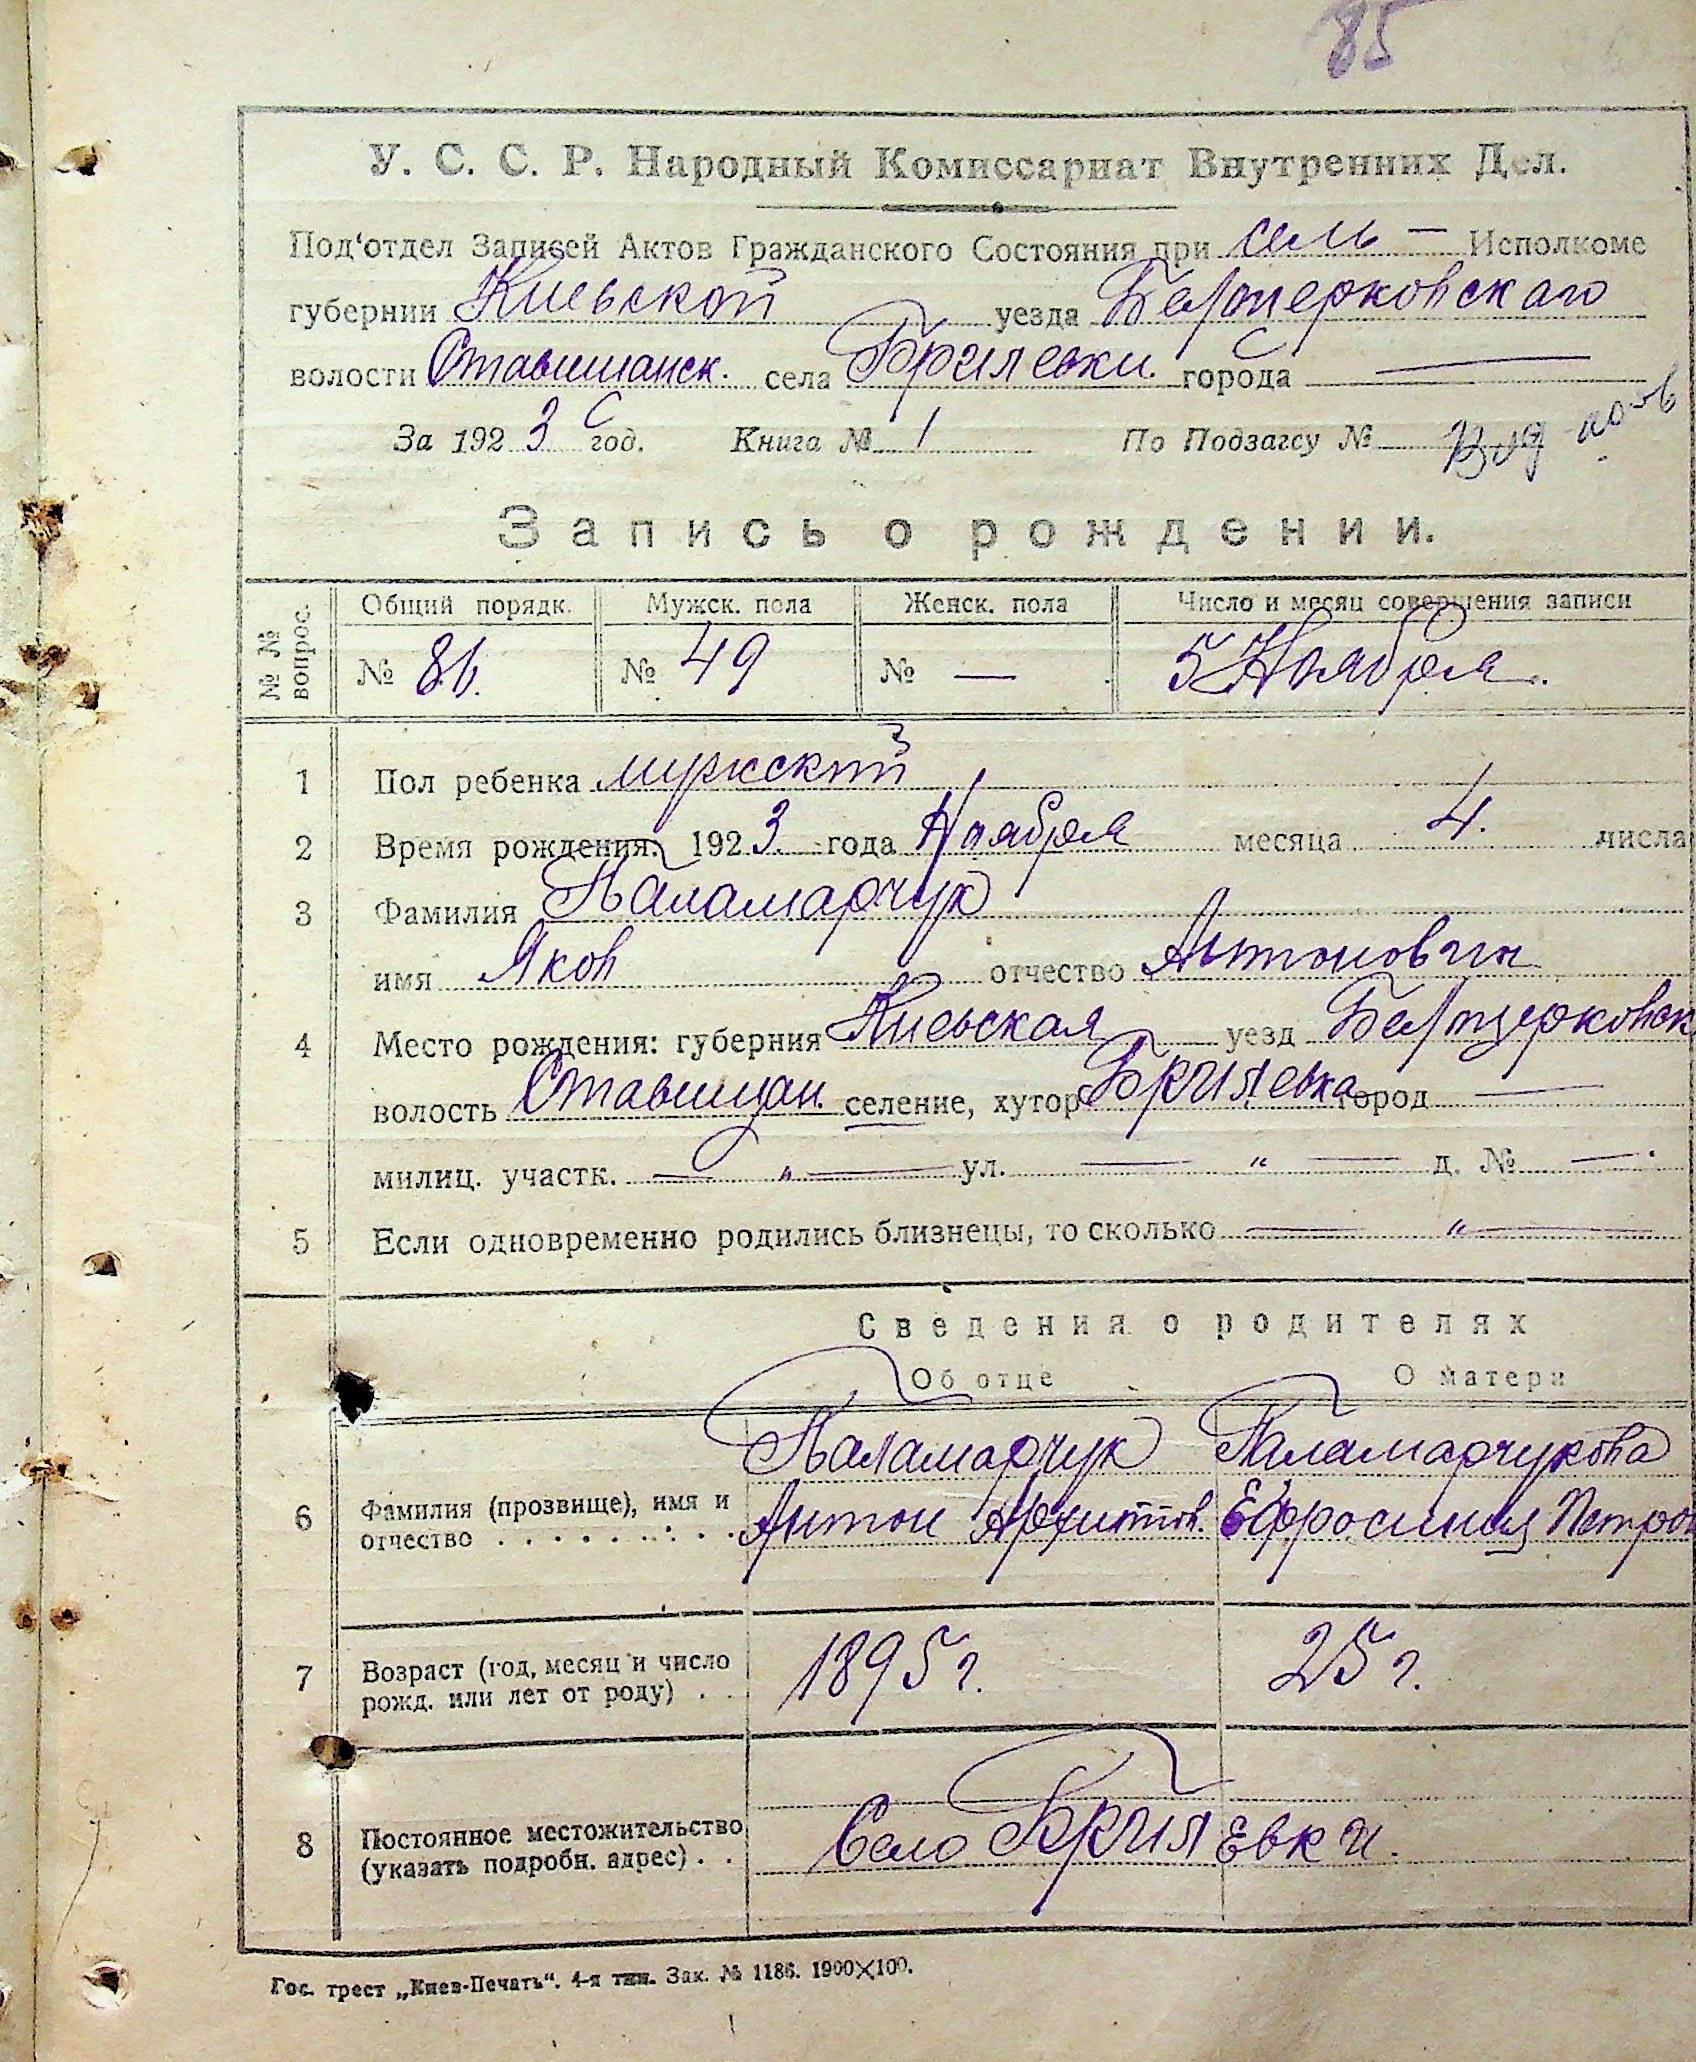 85
У. С. С. Р. Народный Комиссариат Внутренних Дел.
Под'отдел Записей Актов Гражданского Состояния при сель — Исполкоме
губернии Киевской уезда Белоцерковского
волости Ставищанск. села Брилевки. города —
За 1923 год. Книга № 1 По Подзагсу №
Запись о рождении.
№ № вопрос. Общий порядк. Мужск. пола Женск. пола Число и месяц совершения записи
№ 86. № 49 № — 5 Ноября.
1 Пол ребенка мужской
2 Время рождения: 1923 года Ноября месяца 4. числа
3 Фамилия Паламарчук
имя Яков отчество Антонович
4 Место рождения: губерния Киевская уезд Белоцерковск
волость Ставищан. селение, хутор Брилевка город —
милиц. участк. — " — ул. — " — д. № — .
5 Если одновременно родились близнецы, то сколько — " —
Сведения о родителях
Об отце О матери
Паламарчук Паламарчукова
6 Фамилия (прозвище), имя и
отчество . . . . . . . . . Антон Ефросиния Петров
7 Возраст (год, месяц и число
рожд. или лет от роду) . . 1895 г. 25 г.
8 Постоянное местожительство
(указать подробн. адрес) . . Село Брилевки.
Гос. трест „Киев-Печать“. 4-я тип. Зак. № 1186. 1900×100.